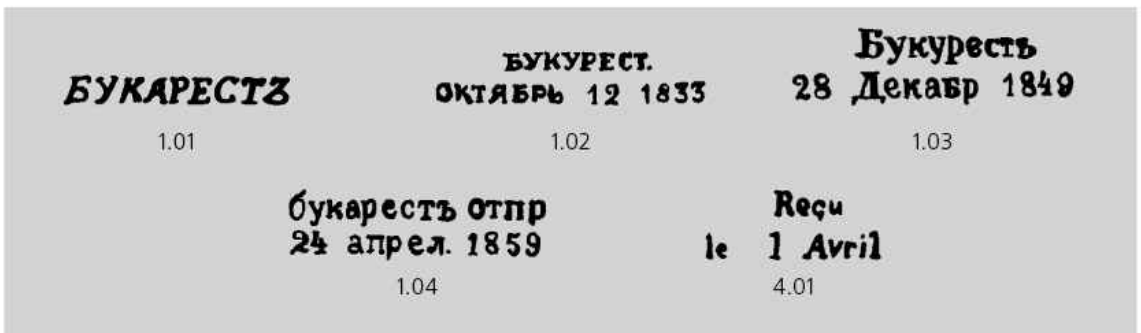 БУКАРЕСТЪ
1.01
БУКУРЕСТ.
ОКТЯБРЬ 12 1833
1.02
Букурестъ
28 Декабр 1849
1.03
букарестъ отпр
24 апрел. 1859
1.04
Reçu
le 1 Avril
4.01